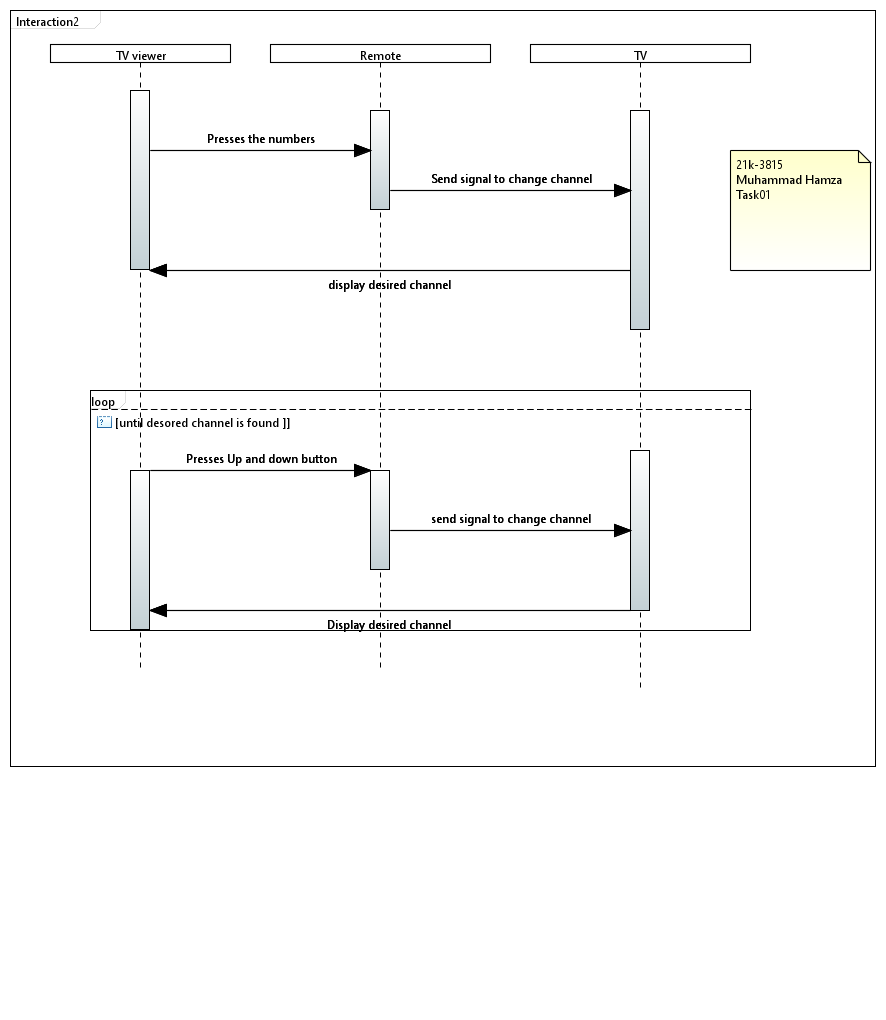 Interaction2
TV viewer
Remote
TV
Presses the numbers
Send signal to change channel
21k-3815
Muhammad Hamza
Task01
display desired channel
loop
[until desored channel is found ]]
Presses Up and down button
send signal to change channel
Display desired channel